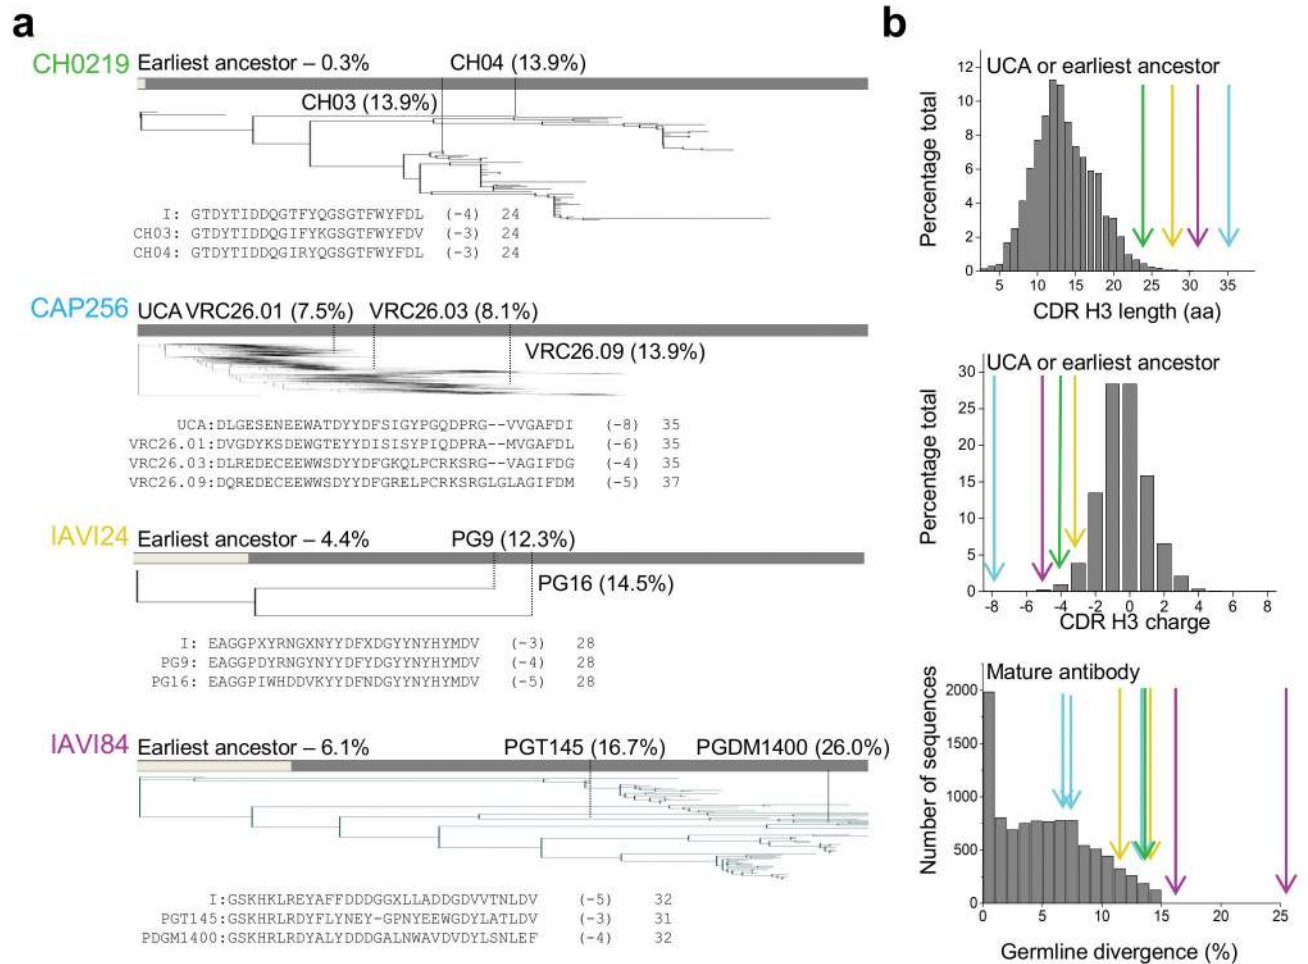 a
CH0219 Earliest ancestor – 0.3% CH04 (13.9%)
CH03 (13.9%)
I: GTDYTIDDQGTFYQGSGTFWYFDL (-4) 24
CH03: GTDYTIDDQGIFYKGSGTFWYFDV (-3) 24
CH04: GTDYTIDDQGIRYQGSGTFWYFDL (-3) 24
CAP256 UCA VRC26.01 (7.5%) VRC26.03 (8.1%)
VRC26.09 (13.9%)
UCA:DLGESENEEWATDYYDFSIGYPGQDPRG--VVGAFDI (-8) 35
VRC26.01:DVGDYKSDEWGTEYYDISISYPIQDPRA--MVGAFDL (-6) 35
VRC26.03:DLREDECEEWWSDYYDFGKQLPCRKSRG--VAGIFDG (-4) 35
VRC26.09:DQREDECEEWWSDYYDFGRELPCRKSRGLGLAGIFDM (-5) 37
IAVI24 Earliest ancestor – 4.4% PG9 (12.3%)
PG16 (14.5%)
I: EAGGPXYRNGXNYYDFXDGYYNYHYMDV (-3) 28
PG9: EAGGPDYRNGYNYYDFYDGYYNYHYMDV (-4) 28
PG16: EAGGPIWHDDVKYYDFNDGYYNYHYMDV (-5) 28
IAVI84 Earliest ancestor – 6.1% PGT145 (16.7%) PGDM1400 (26.0%)
I:GSKHKLREYAFFDDDGGXLLADDGDVVTNLDV (-5) 32
PGT145:GSKHRLRDYFLYNEY-GPNYEEWGDYLATLDV (-3) 31
PDGM1400:GSKHRLRDYALYDDDGALNWAVDVDYLSNLEF (-4) 32
b
UCA or earliest ancestor
Percentage total
12
10
8
6
4
2
0
5 10 15 20 25 30 35
CDR H3 length (aa)
UCA or earliest ancestor
Percentage total
30
25
20
15
10
5
0
-8 -6 -4 -2 0 2 4 6 8
CDR H3 charge
Mature antibody
Number of sequences
2000
1500
1000
500
0
0 5 10 15 20 25
Germline divergence (%)